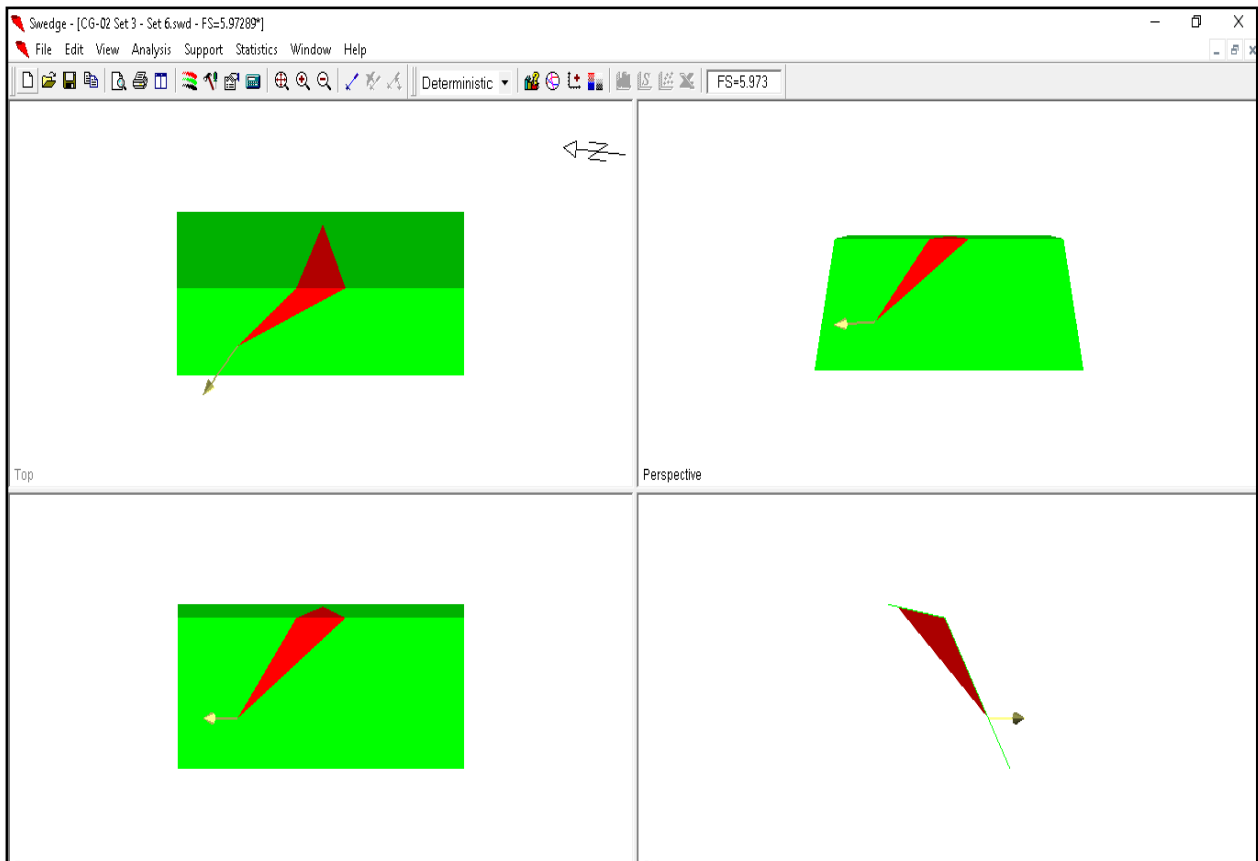 Swedge - [CG-02 Set 3 - Set 6.swd - FS=5.97289*]
File Edit View Analysis Support Statistics Window Help
Deterministic FS=5.973
N
Top
Perspective